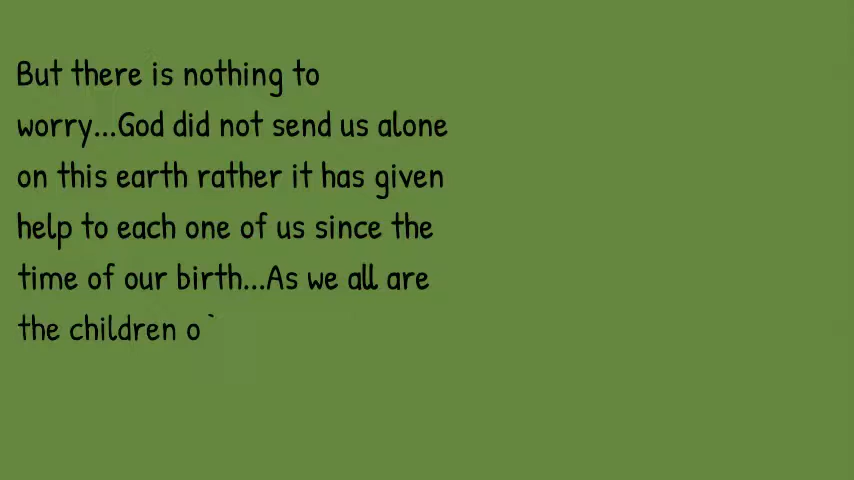 But there is nothing to
worry...God did not send us alone
on this earth rather it has given
help to each one of us since the
time of our birth...As we all are
the children o`